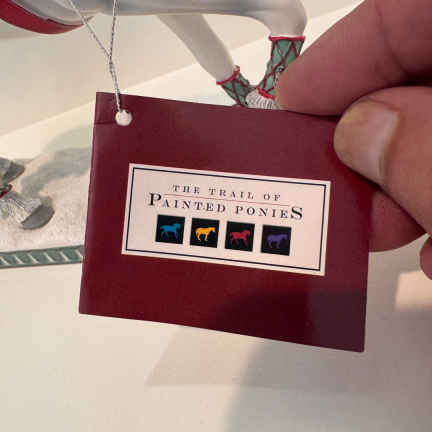 THE TRAIL OF
PAINTED PONIES